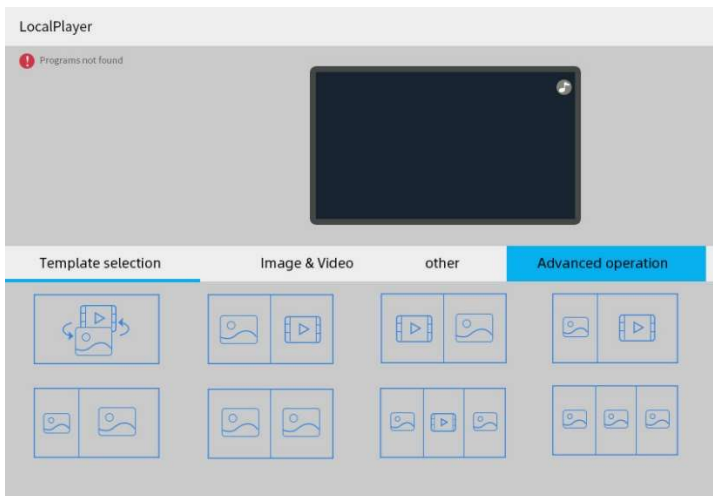 LocalPlayer
Programs not found
Template selection
Image & Video
other
Advanced operation